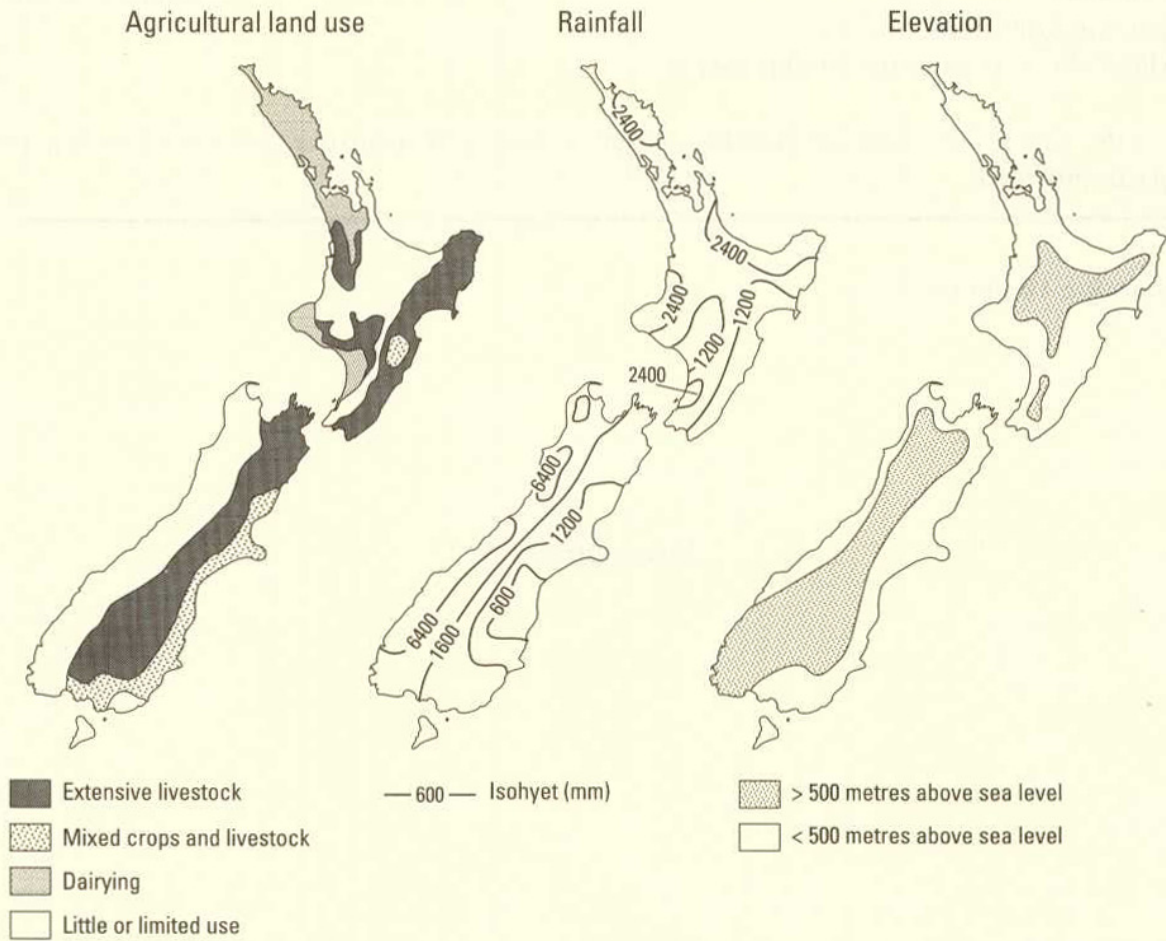 Agricultural land use
Rainfall
Elevation
2400
2400
2400
1200
1200
2400
6400
1200
600
6400
1600
Extensive livestock
Mixed crops and livestock
Dairying
Little or limited use
600 Isohyet (mm)
> 500 metres above sea level
< 500 metres above sea level